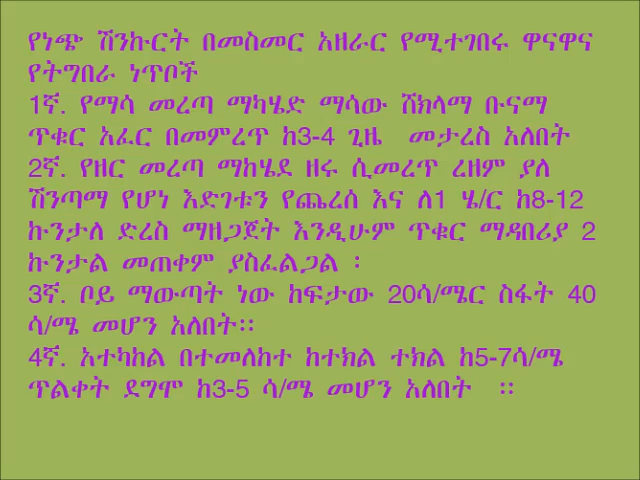 የነጭ ሽንኩርት በመስመር አዘራር የሚተገበሩ ዋናዋና
የትግበራ ነጥቦች
1ኛ. የማሳ መረጣ ማካሄድ ማሳው ሸክላማ ቡናማ
ጥቁር አፈር በመምረጥ ከ3-4 ጊዜ መታረስ አለበት
2ኛ. የዘር መረጣ ማከሄደ ዘሩ ሲመረጥ ረዘም ያለ
ሽንጣማ የሆነ እድገቱን የጨረሰ እና ለ1 ሄ/ር ከ8-12
ኩንታለ ድረስ ማዘጋጀት እንዲሁም ጥቁር ማዳበሪያ 2
ኩንታል መጠቀም ያስፈልጋል ፡
3ኛ. ቦይ ማውጣት ነው ከፍታው 20ሳ/ሜር ስፋት 40
ሳ/ሜ መሆን አለበት፡፡
4ኛ. አተካከል በተመለከተ ከተክል ተክል ከ5-7ሳ/ሜ
ጥልቀት ደግሞ ከ3-5 ሳ/ሜ መሆን አለበት ፡፡